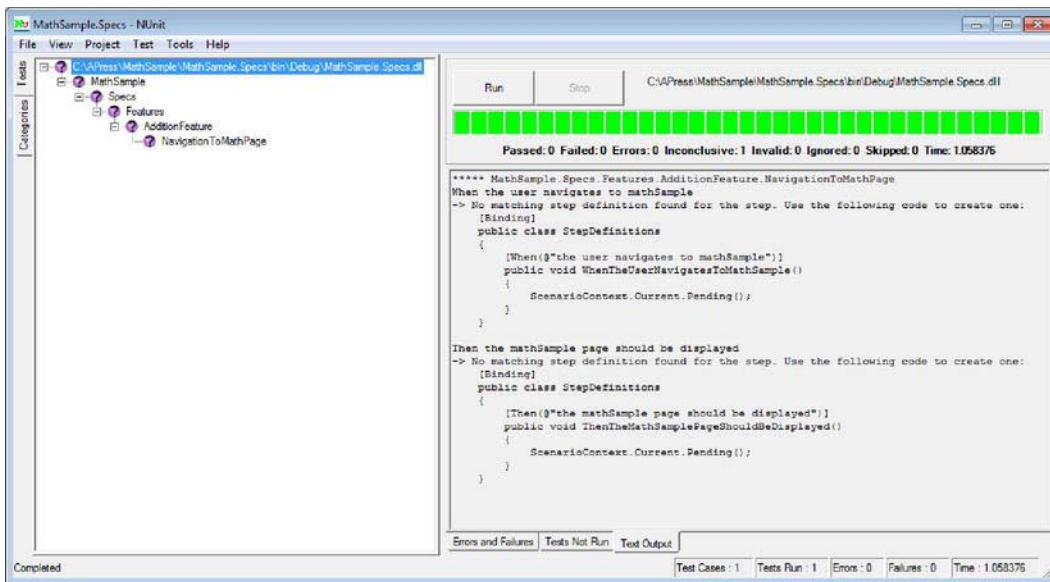 MathSample.Specs - NUnit
File View Project Test Tools Help
Tests
Categories
C:\APress\MathSample\MathSample.Specs\bin\Debug\MathSample.Specs.dll
MathSample
Specs
Features
AdditionFeature
NavigationToMathPage
Run
Stop
C:\APress\MathSample\MathSample.Specs\bin\Debug\MathSample.Specs.dll
Passed: 0 Failed: 0 Errors: 0 Inconclusive: 1 Invalid: 0 Ignored: 0 Skipped: 0 Time: 1.058376
***** MathSample.Specs.Features.AdditionFeature.NavigationToMathPage
When the user navigates to mathSample
-> No matching step definition found for the step. Use the following code to create one:
[Binding]
public class StepDefinitions
{
[When(@"the user navigates to mathSample")]
public void WhenTheUserNavigatesToMathSample()
{
ScenarioContext.Current.Pending();
}
}
Then the mathSample page should be displayed
-> No matching step definition found for the step. Use the following code to create one:
[Binding]
public class StepDefinitions
{
[Then(@"the mathSample page should be displayed")]
public void ThenTheMathSamplePageShouldBeDisplayed()
{
ScenarioContext.Current.Pending();
}
}
Errors and Failures Tests Not Run Text Output
Completed Test Cases : 1 Tests Run : 1 Errors : 0 Failures : 0 Time : 1.058376